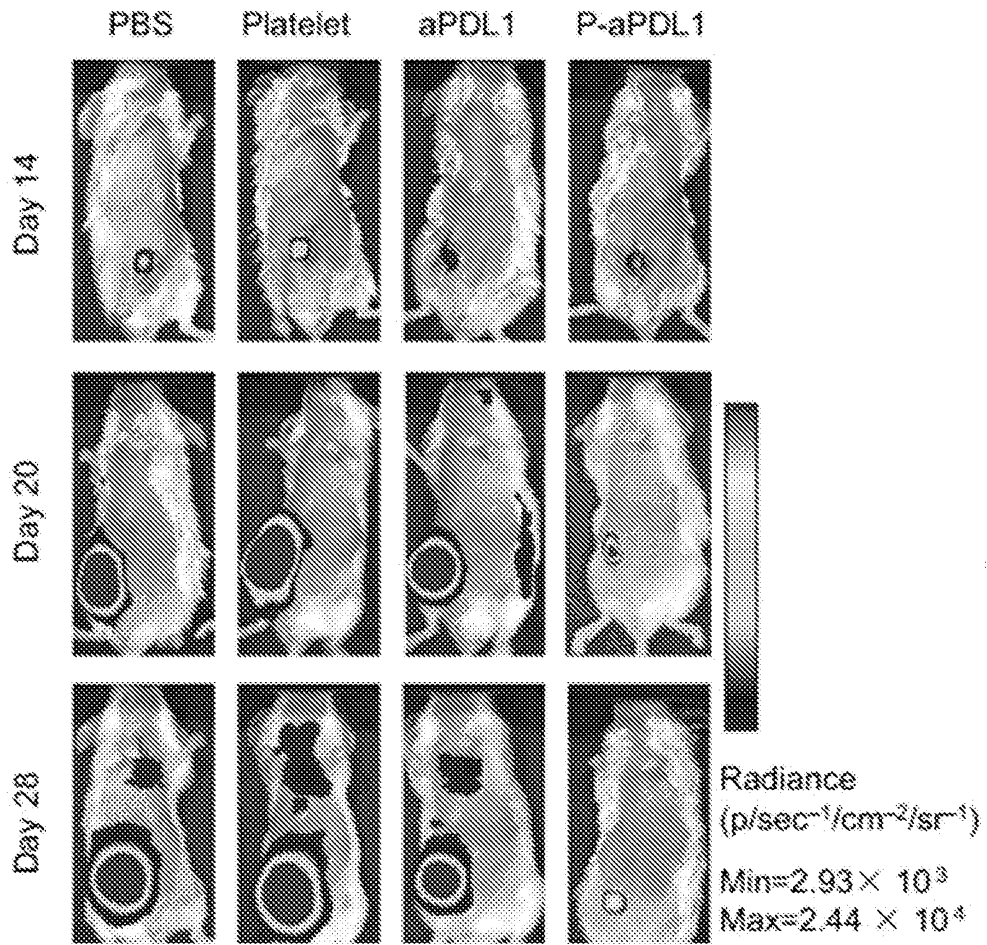 PBS Platelet aPDL1 P-aPDL1
Day 14
Day 20
Day 28
Radiance
(p/sec⁻¹/cm⁻²/sr⁻¹)
Min=2.93× 10³
Max=2.44 × 10⁴